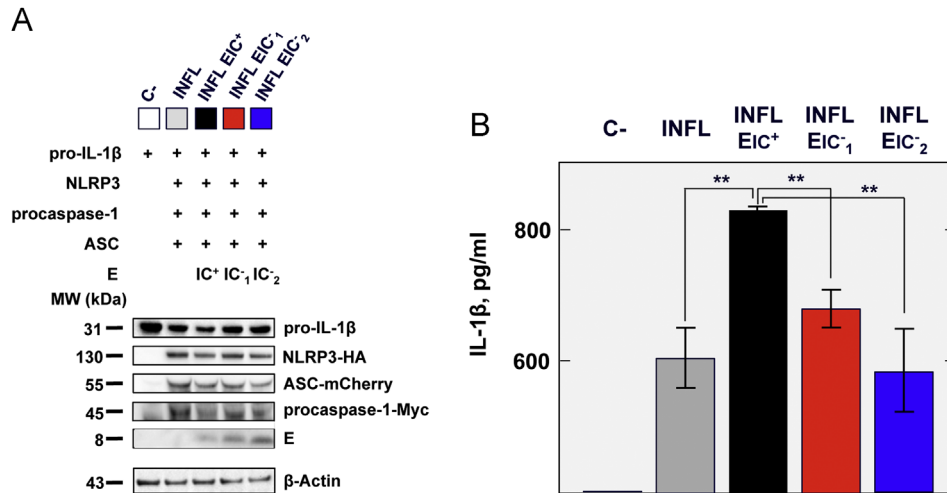 A
C-
INFL
INFL EIC⁺
INFL EIC⁻₁
INFL EIC⁻₂
pro-IL-1β + + + + +
NLRP3 + + + +
procaspase-1 + + + +
ASC + + + +
E IC⁺ IC⁻₁ IC⁻₂
MW (kDa)
31 pro-IL-1β
130 NLRP3-HA
55 ASC-mCherry
45 procaspase-1-Myc
8 E
43 β-Actin
B
C- INFL INFL EIC⁺ INFL EIC⁻₁ INFL EIC⁻₂
** ** **
800
600
IL-1β, pg/ml